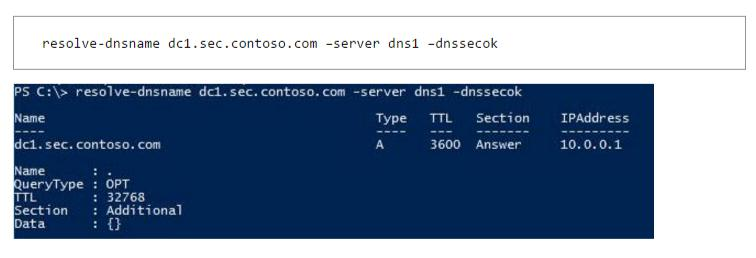 resolve-dnsname dc1.sec.contoso.com –server dns1 –dnssecok
PS C:\> resolve-dnsname dc1.sec.contoso.com -server dns1 -dnssecok
Name Type TTL Section IPAddress
---- ---- --- ------- ---------
dc1.sec.contoso.com A 3600 Answer 10.0.0.1
Name : .
QueryType : OPT
TTL : 32768
Section : Additional
Data : {}